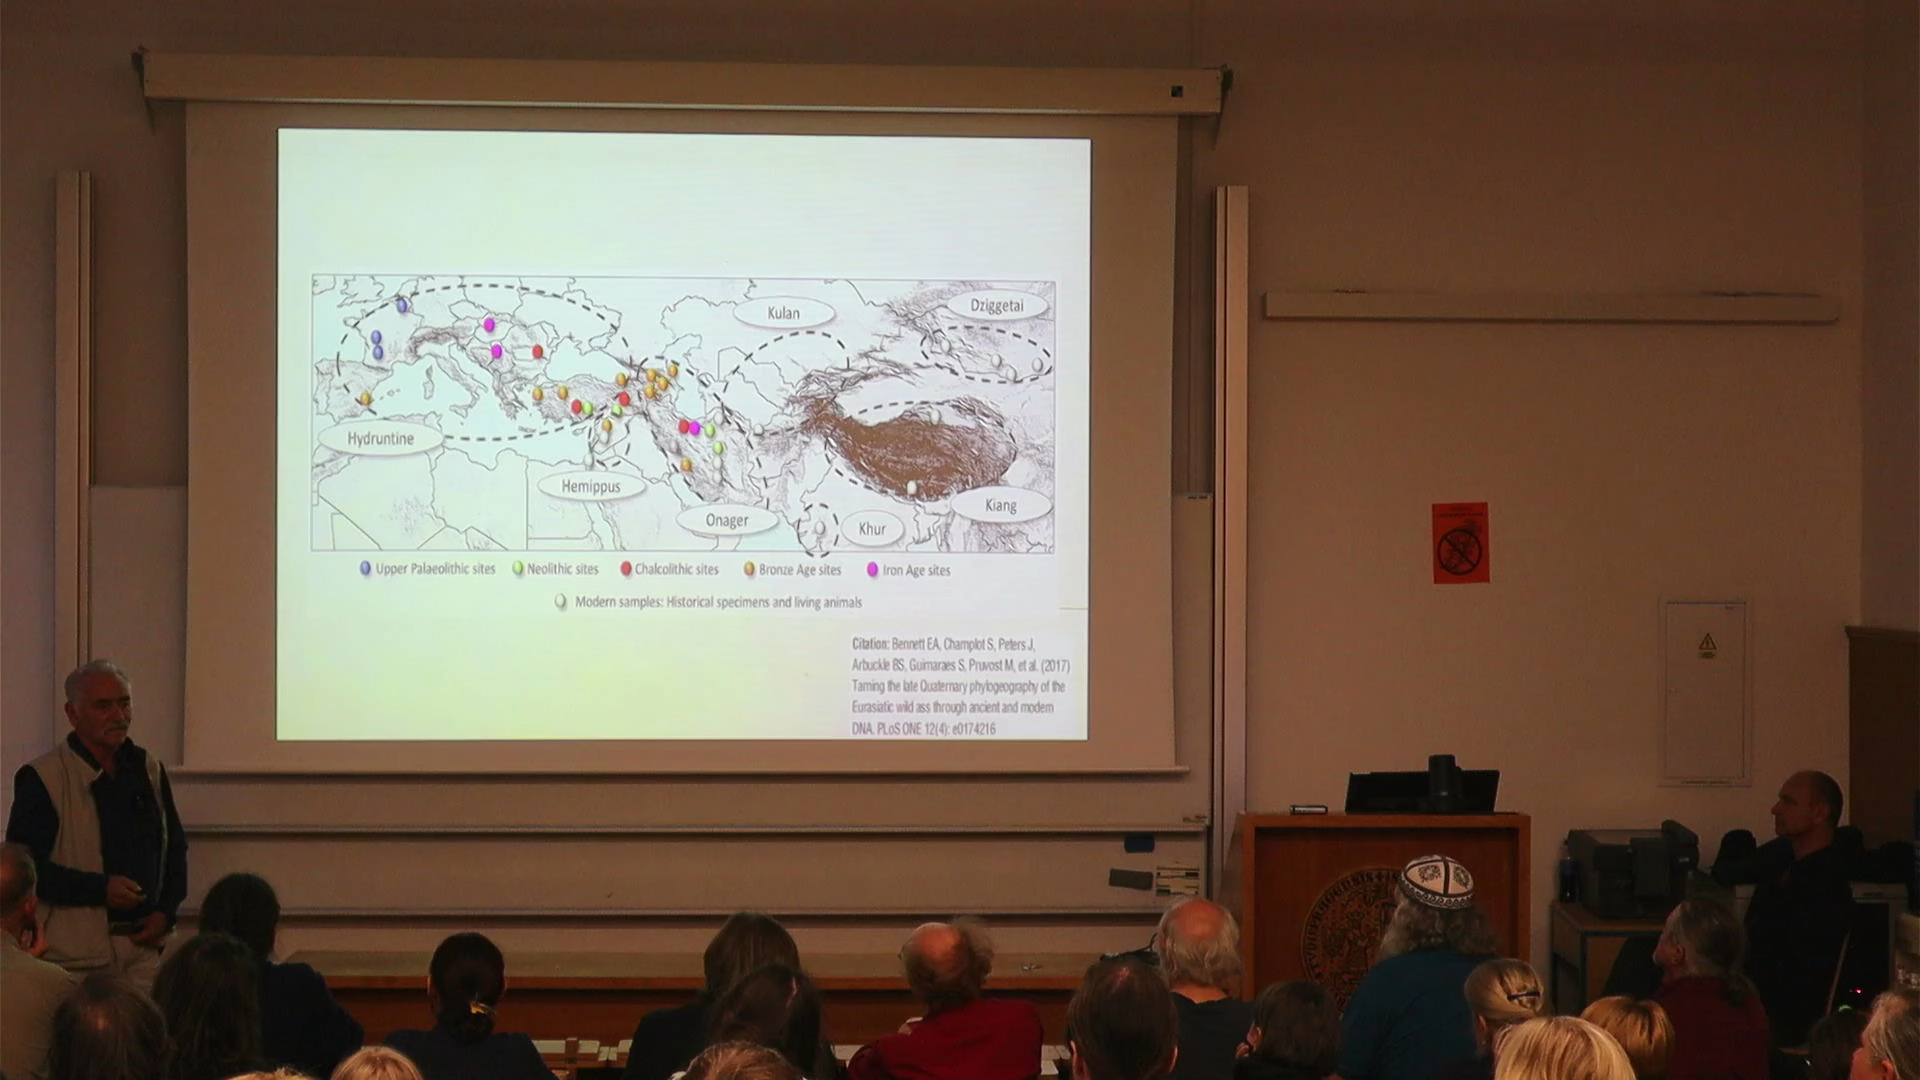 Kulan
Dziggetai
Hydruntine
Hemippus
Onager
Khur
Kiang
Upper Palaeolithic sites
Neolithic sites
Chalcolithic sites
Bronze Age sites
Iron Age sites
Modern samples: Historical specimens and living animals
Citation: Bennett EA, Champlot S, Peters J,
Arbuckle BS, Guimaraes S, Pruvost M, et al. (2017)
Taming the late Quaternary phylogeography of the
Eurasiatic wild ass through ancient and modern
DNA. PLoS ONE 12(4): e0174216